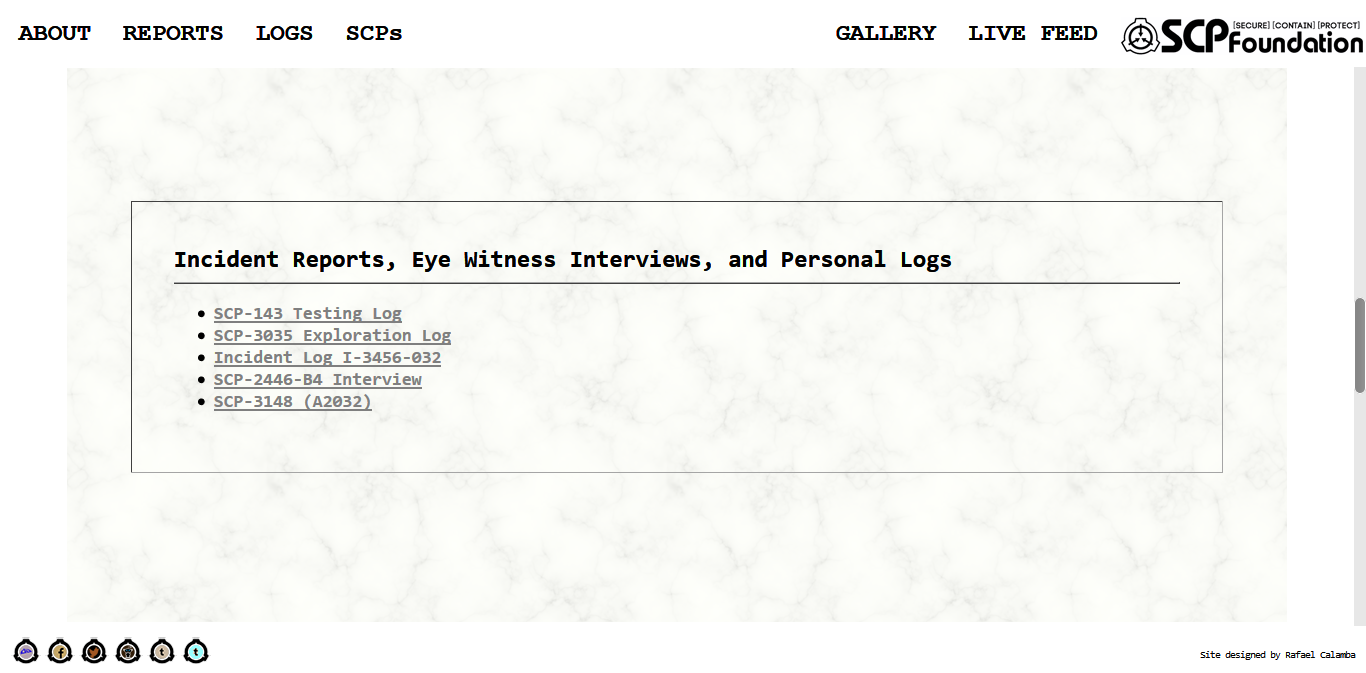 ABOUT REPORTS LOGS SCPs GALLERY LIVE FEED
[SECURE] [CONTAIN] [PROTECT]
SCP Foundation
Incident Reports, Eye Witness Interviews, and Personal Logs
SCP-143 Testing Log
SCP-3035 Exploration Log
Incident Log I-3456-032
SCP-2446-B4 Interview
SCP-3148 (A2032)
f t t
Site designed by Rafael Calamba